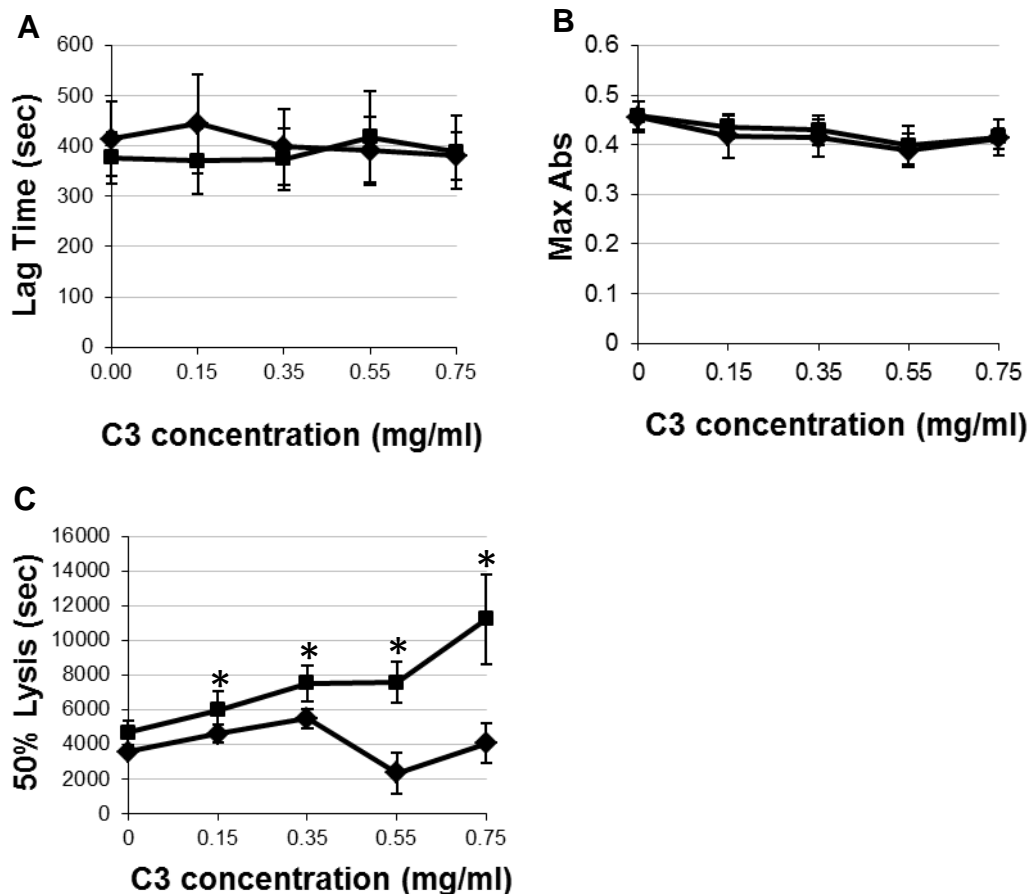 A
600
500
400
300
200
100
0
0.00 0.15 0.35 0.55 0.75
Lag Time (sec)
C3 concentration (mg/ml)
B
0.6
0.5
0.4
0.3
0.2
0.1
0
0 0.15 0.35 0.55 0.75
Max Abs
C3 concentration (mg/ml)
C
16000
14000
12000
10000
8000
6000
4000
2000
0
0 0.15 0.35 0.55 0.75
50% Lysis (sec)
* * * *
C3 concentration (mg/ml)